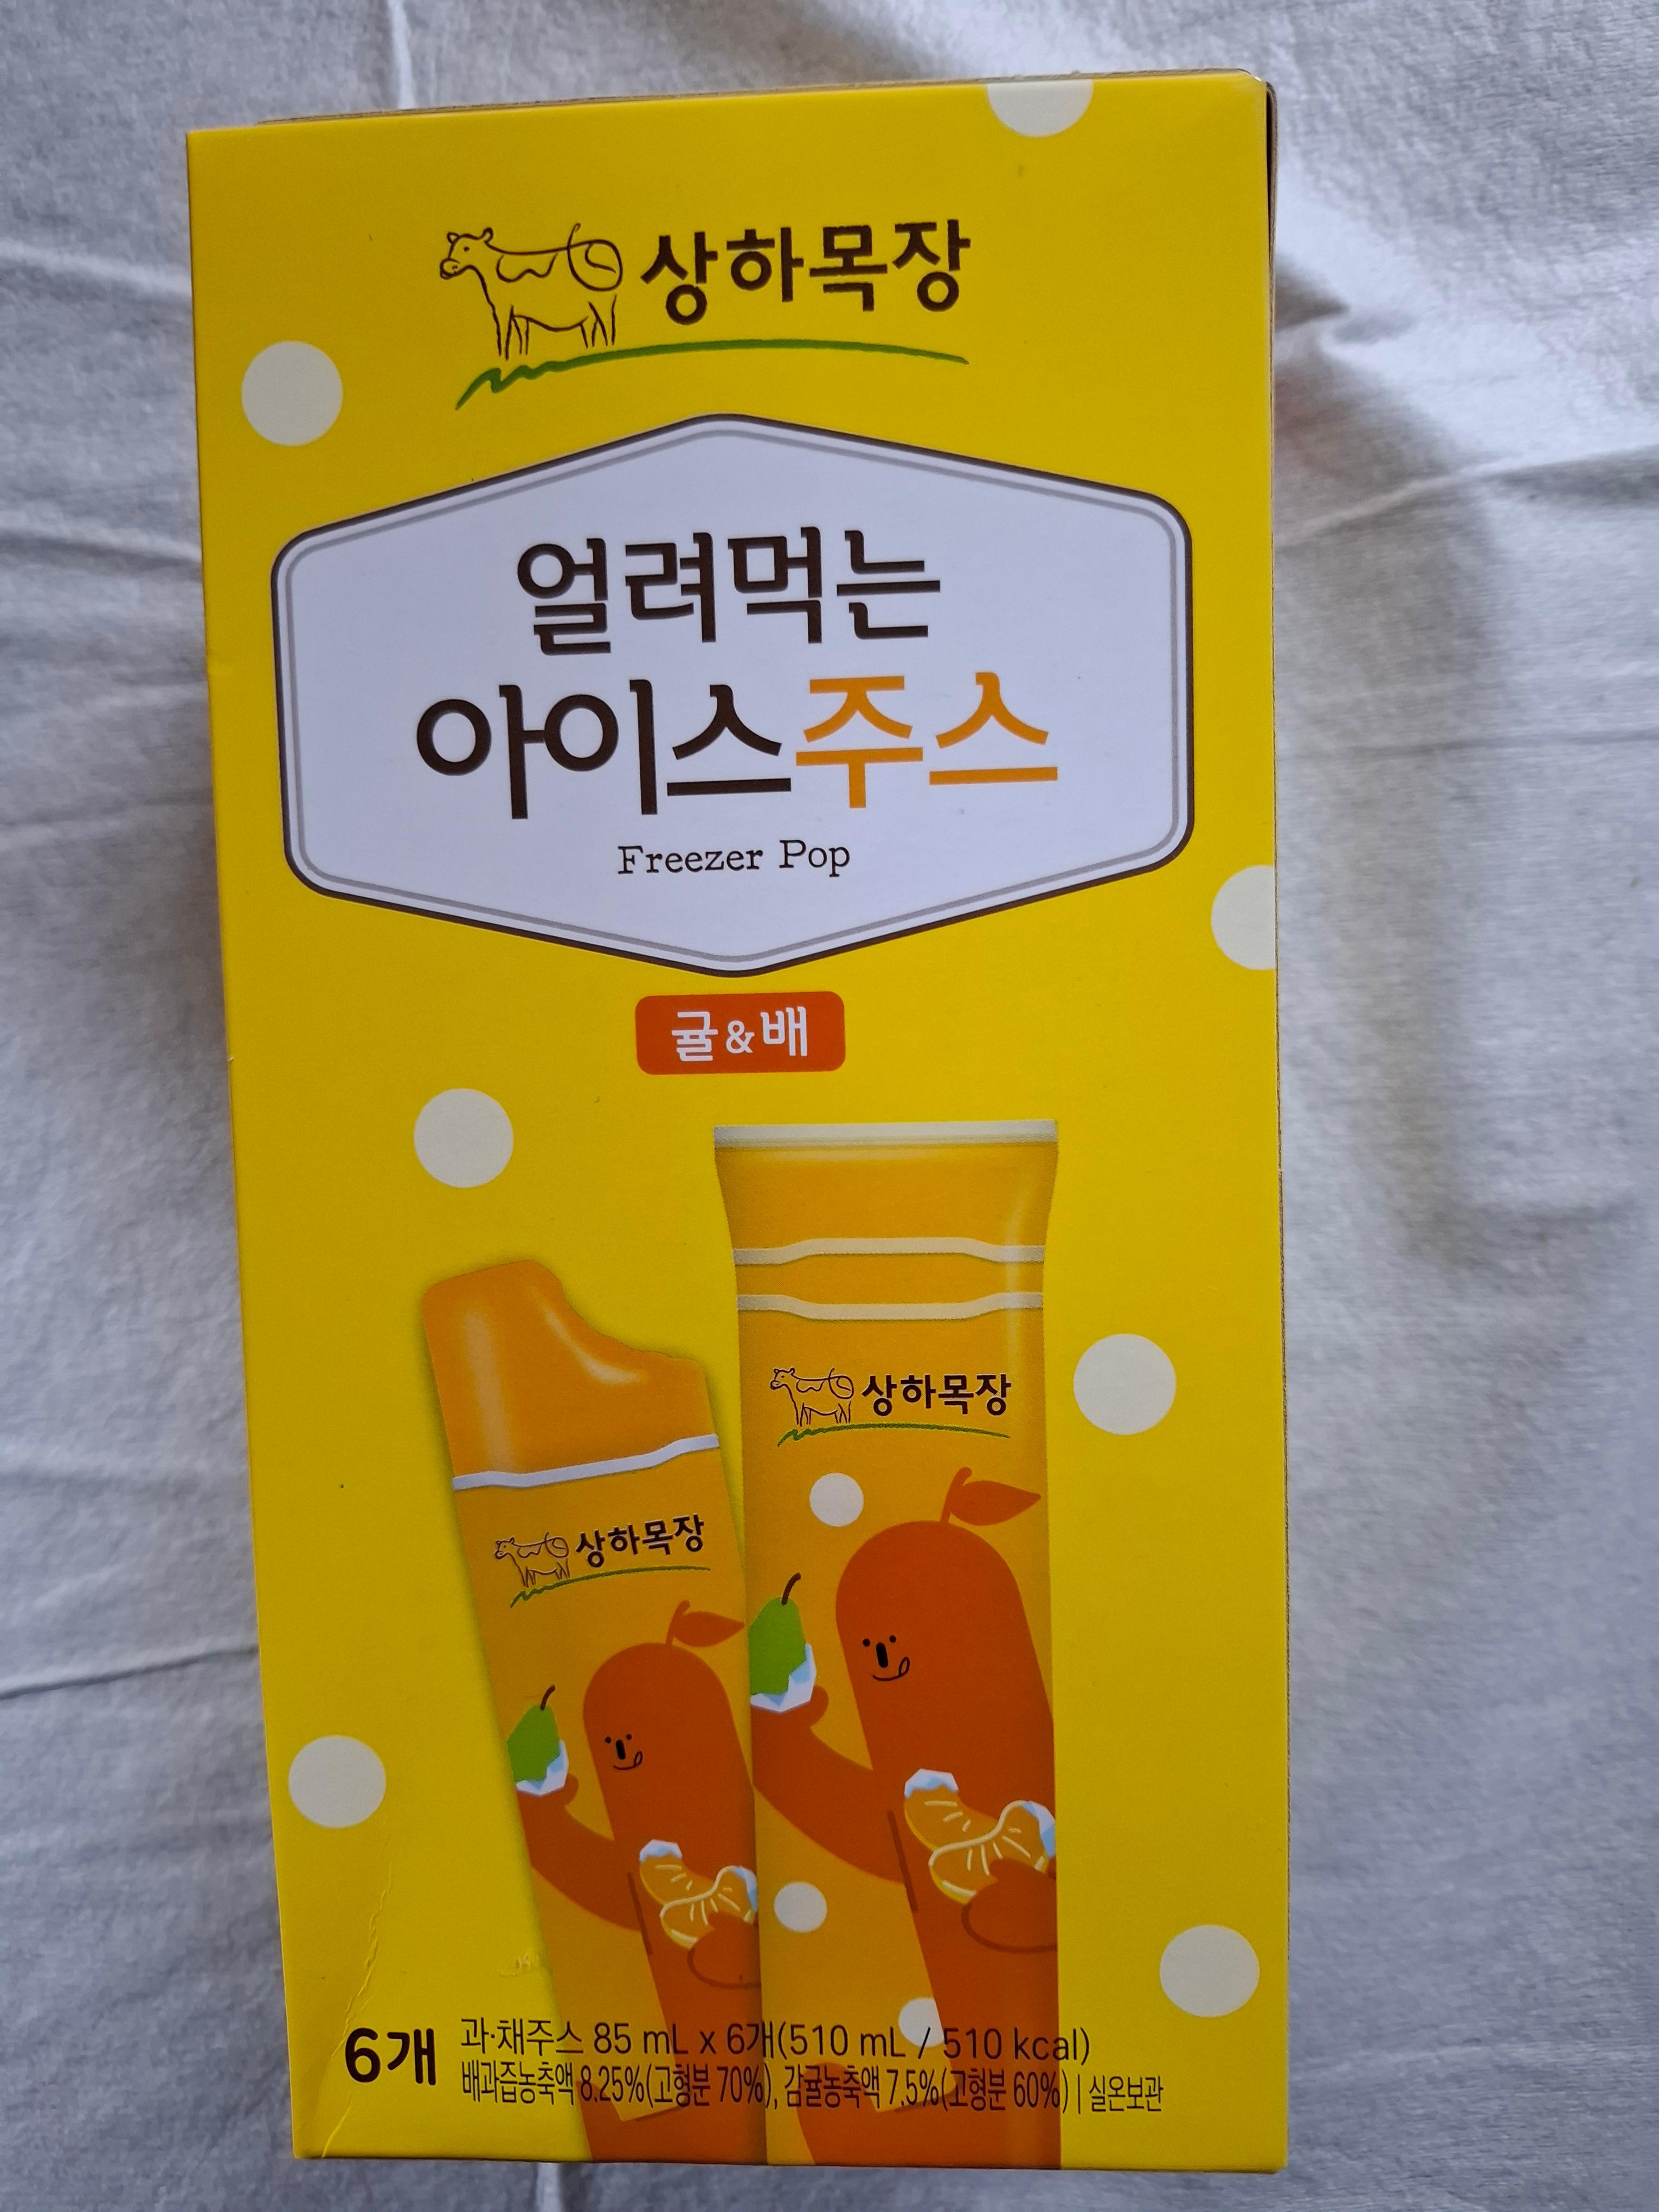 상하목장
얼려먹는
아이스주스
Freezer Pop
귤&배
상하목장
상하목장
6개
과·채주스 85 mL x 6개(510 mL / 510 kcal)
배과즙농축액 8.25%(고형분 70%), 감귤농축액 7.5%(고형분 60%) | 실온보관